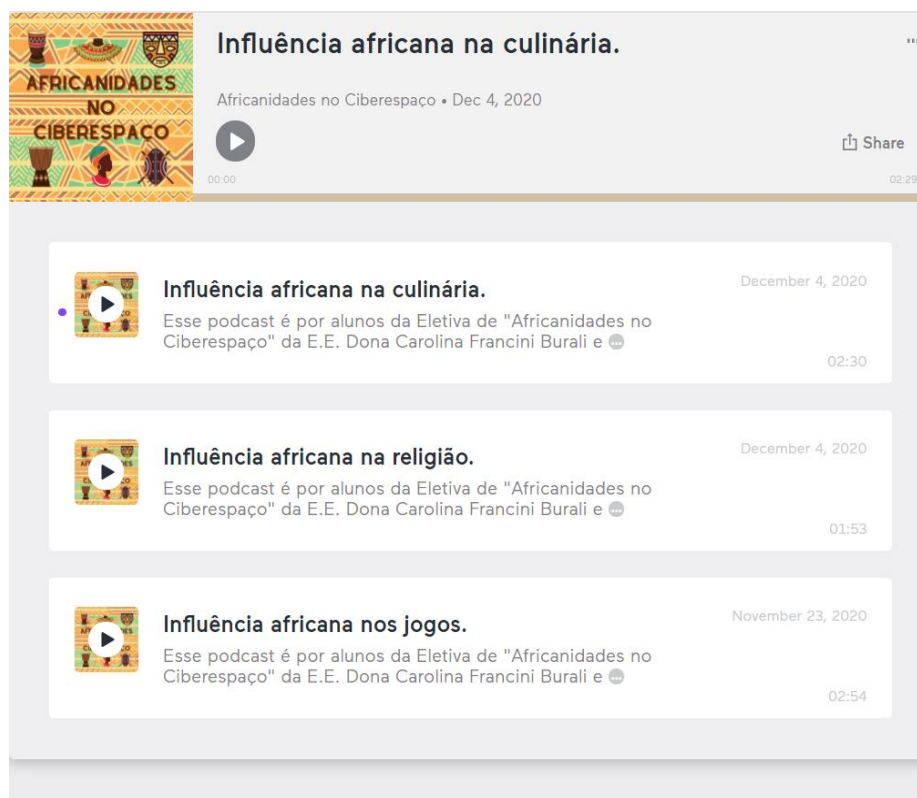 AFRICANIDADES
NO
CIBERESPAÇO
Influência africana na culinária.
Africanidades no Ciberespaço • Dec 4, 2020
Share
00:00
02:29
Influência africana na culinária.
December 4, 2020
Esse podcast é por alunos da Eletiva de "Africanidades no
Ciberespaço" da E.E. Dona Carolina Francini Burali e
02:30
Influência africana na religião.
December 4, 2020
Esse podcast é por alunos da Eletiva de "Africanidades no
Ciberespaço" da E.E. Dona Carolina Francini Burali e
01:53
Influência africana nos jogos.
November 23, 2020
Esse podcast é por alunos da Eletiva de "Africanidades no
Ciberespaço" da E.E. Dona Carolina Francini Burali e
02:54